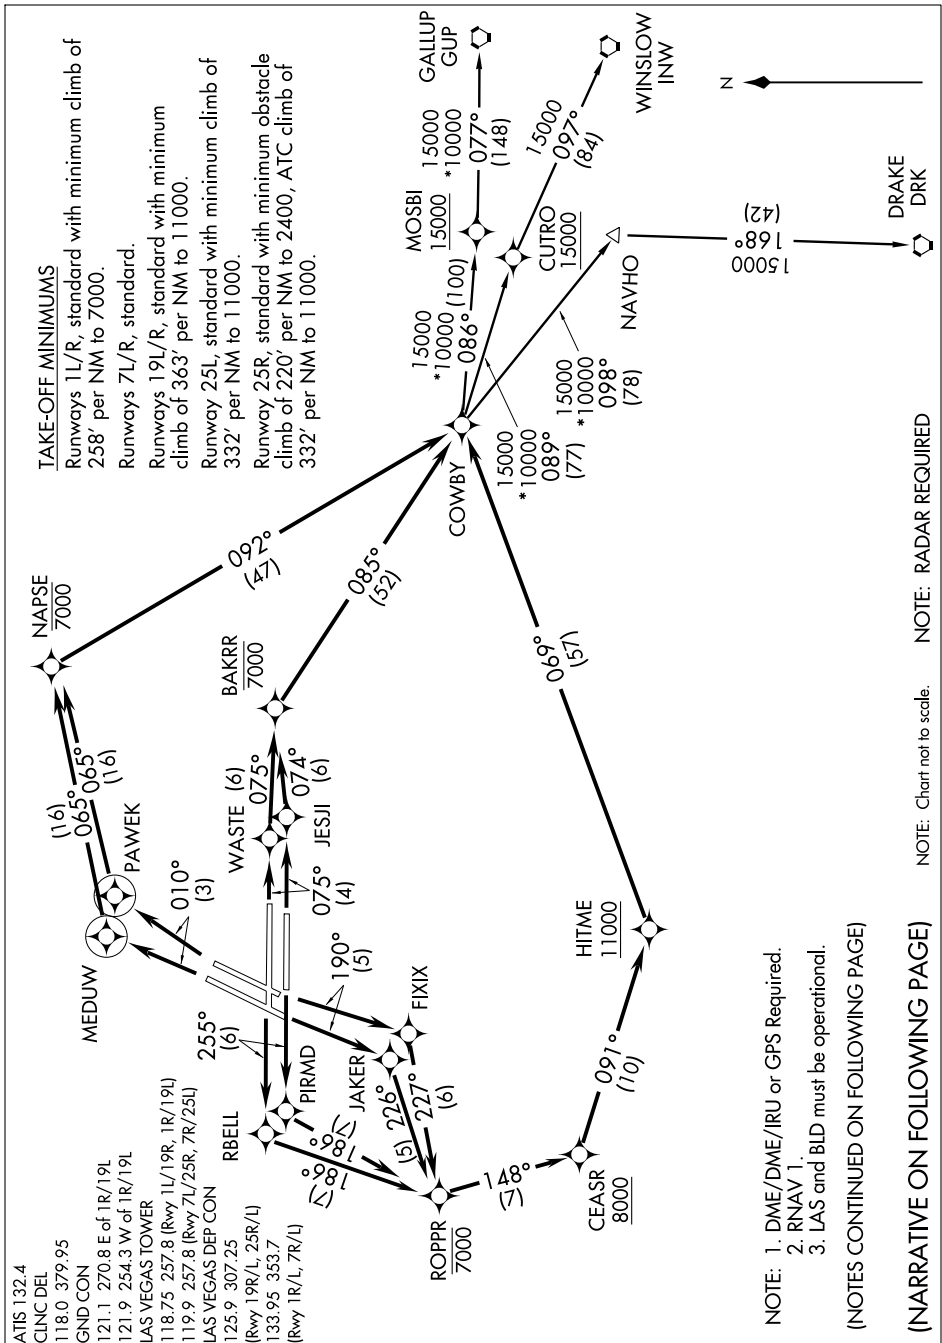 ATIS 132.4
CLNC DEL
118.0 379.95
GND CON
121.1 270.8 E of 1R/19L
121.9 254.3 W of 1R/19L
LAS VEGAS TOWER
118.75 257.8 (Rwy 1L/19R, 1R/19L)
119.9 257.8 (Rwy 7L/25R, 7R/25L)
LAS VEGAS DEP CON
125.9 307.25
(Rwy 19R/L, 25R/L)
133.95 353.7
(Rwy 1R/L, 7R/L)
TAKE-OFF MINIMUMS
Runways 1L/R, standard with minimum climb of
258' per NM to 7000.
Runways 7L/R, standard.
Runways 19L/R, standard with minimum
climb of 363' per NM to 11000.
Runway 25L, standard with minimum climb of
332' per NM to 11000.
Runway 25R, standard with minimum obstacle
climb of 220' per NM to 2400, ATC climb of
332' per NM to 11000.
NAPSE
7000
(16)
065°
065°
(16)
PAWEK
MEDUW
010°
(3)
092°
(47)
BAKRR
7000
085°
(52)
WASTE
(6)
075°
074°
(6)
JESJI
075°
(4)
255°
(6)
190°
(5)
RBELL
PIRMD
JAKER
FIXIX
186°
(7)
186°
(7)
226°
(5)
227°
(6)
ROPPR
7000
148°
(7)
CEASR
8000
091°
(10)
HITME
11000
069°
(57)
COWBY
15000
*10000
086° (100)
MOSBI
15000
15000
*10000
077°
(148)
GALLUP
GUP
15000
*10000
089°
(77)
CUTRO
15000
15000
097°
(84)
WINSLOW
INW
15000
*10000
098°
(78)
NAVHO
15000
168°
(42)
DRAKE
DRK
N
NOTE: 1. DME/DME/IRU or GPS Required.
2. RNAV 1.
3. LAS and BLD must be operational.
(NOTES CONTINUED ON FOLLOWING PAGE)
NOTE: Chart not to scale.
NOTE: RADAR REQUIRED
(NARRATIVE ON FOLLOWING PAGE)